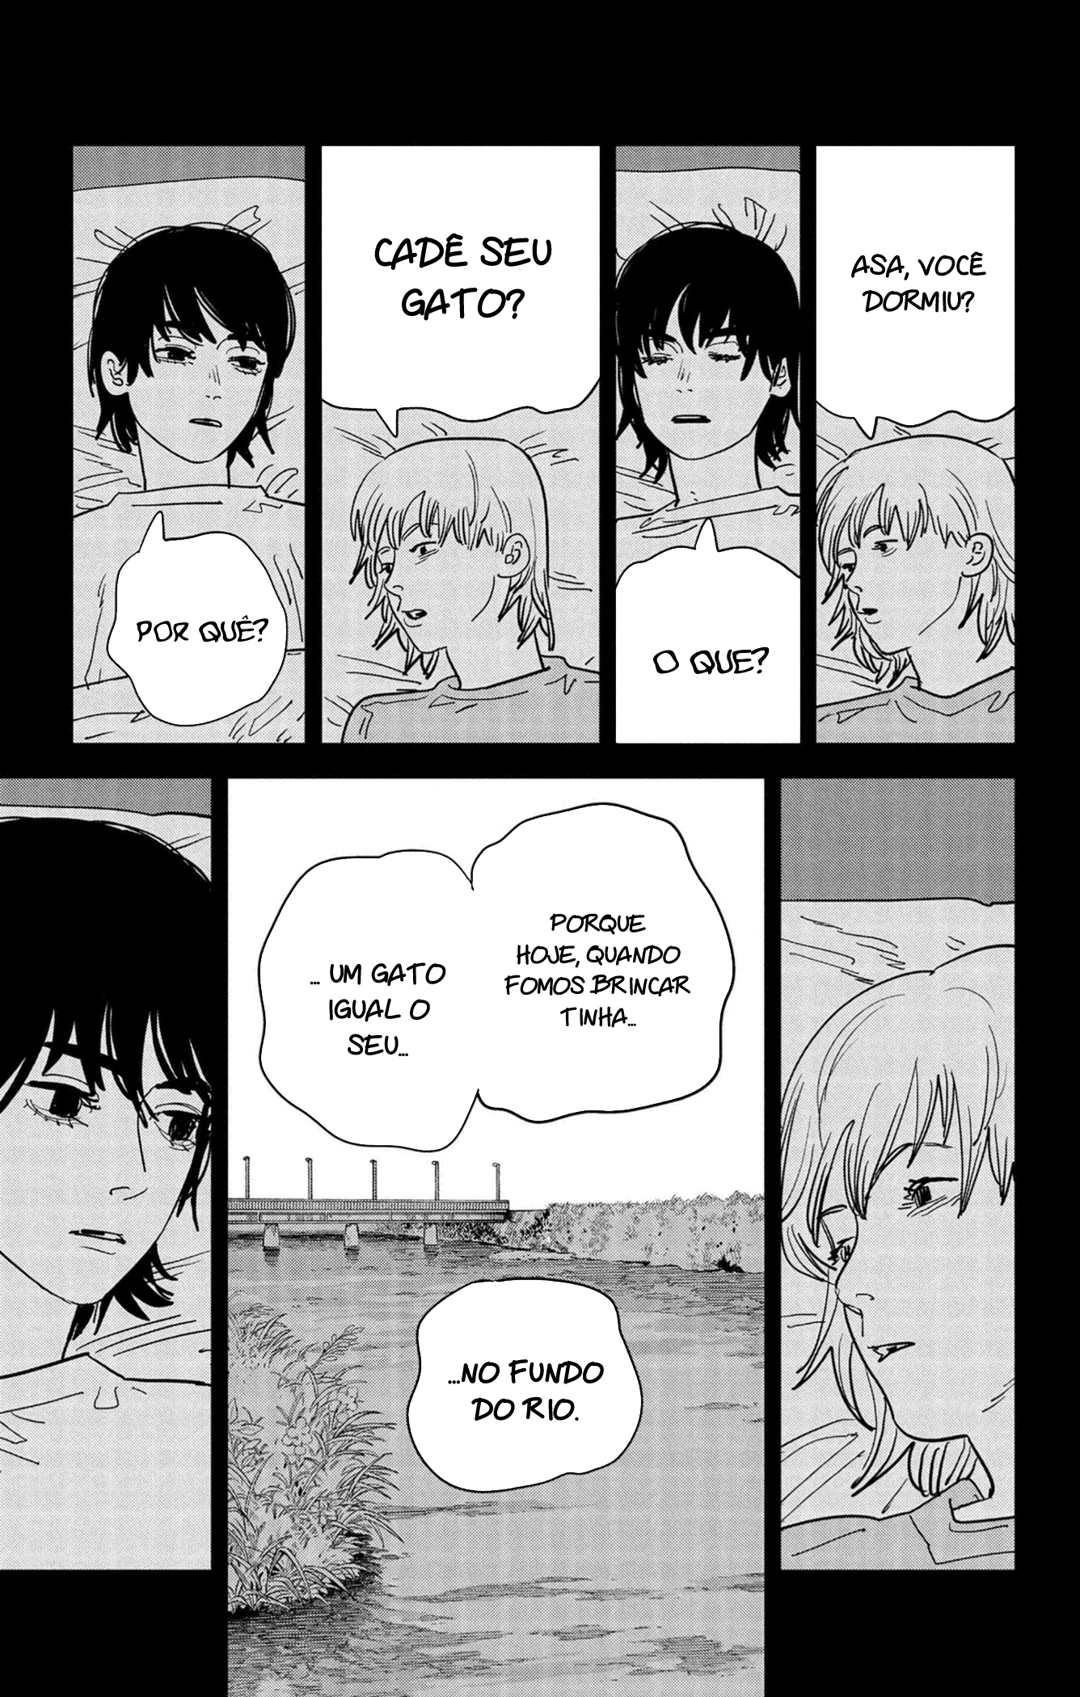 ASA, VOCÊ
DORMIU?
O QUE?
CADÊ SEU
GATO?
POR QUÊ?
PORQUE
HOJE, QUANDO
FOMOS BRINCAR
TINHA...
... UM GATO
IGUAL O
SEU...
...NO FUNDO
DO RIO.